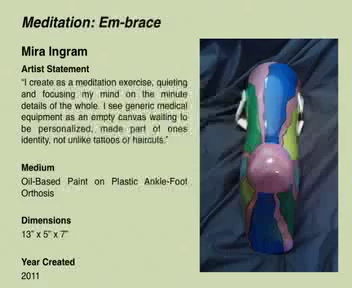 Meditation: Em-brace
Mira Ingram
Artist Statement
“I create as a meditation exercise, quieting
and focusing my mind on the minute
details of the whole. I see generic medical
equipment as an empty canvas waiting to
be personalized, made part of ones
identity, not unlike tattoos or haircuts.”
Medium
Oil-Based Paint on Plastic Ankle-Foot
Orthosis
Dimensions
13” x 5” x 7”
Year Created
2011